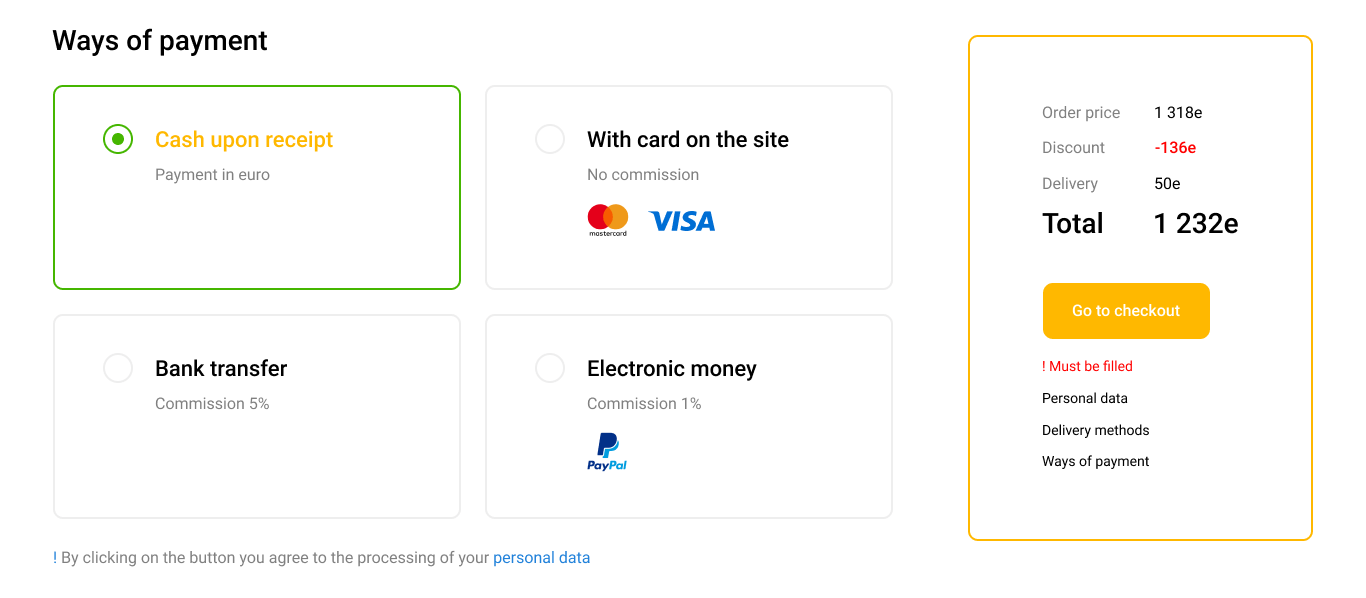 Ways of payment
Cash upon receipt
Payment in euro
With card on the site
No commission
mastercard VISA
Bank transfer
Commission 5%
Electronic money
Commission 1%
PayPal
! By clicking on the button you agree to the processing of your personal data
Order price 1 318e
Discount -136e
Delivery 50e
Total 1 232e
Go to checkout
! Must be filled
Personal data
Delivery methods
Ways of payment